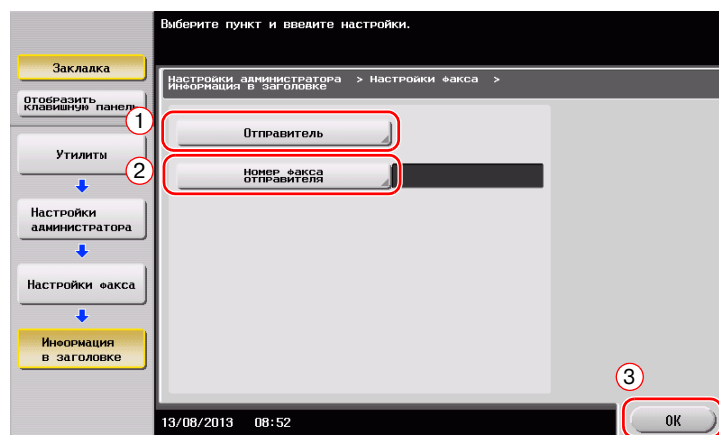 Выберите пункт и введите настройки.
Закладка
Отобразить
клавишную панель
Настройки администратора > Настройки факса >
Информация в заголовке
1
Отправитель
2
Номер факса
отправителя
Утилиты
Настройки
администратора
Настройки факса
Информация
в заголовке
3
13/08/2013 08:52
OK